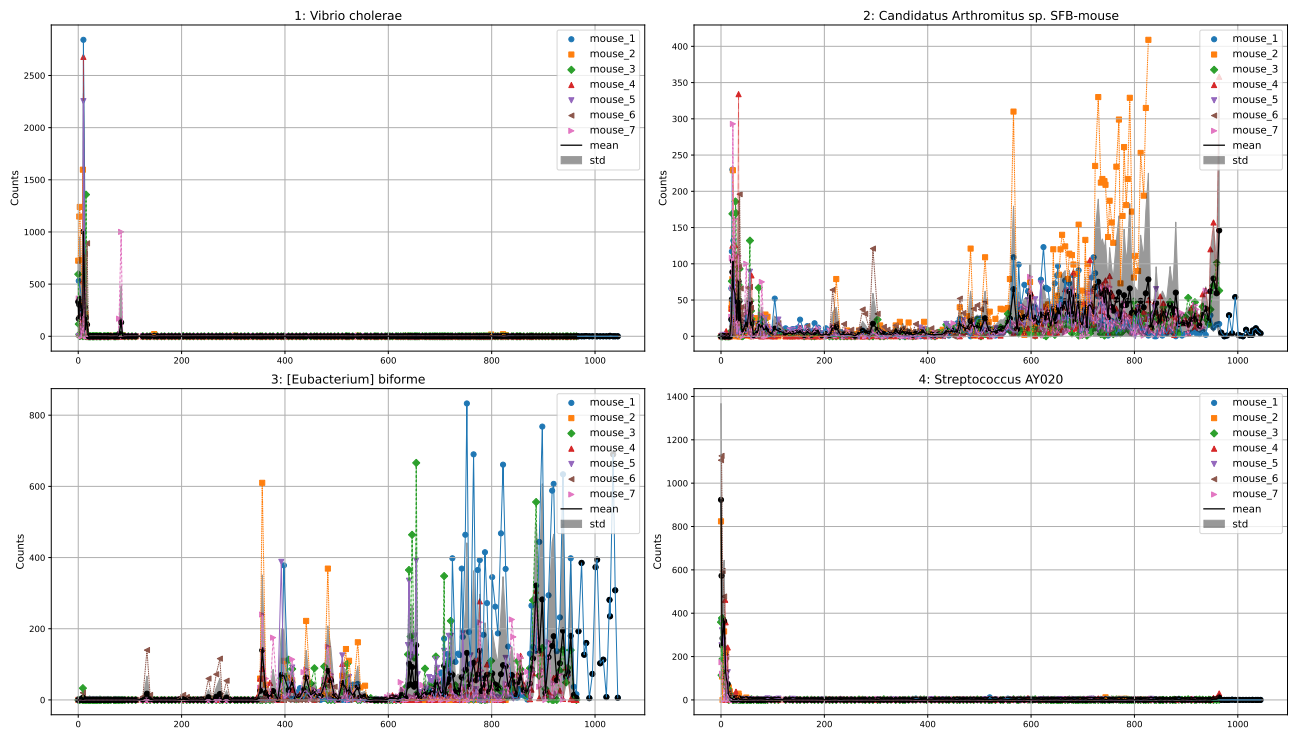 1: Vibrio cholerae
Counts
2500
2000
1500
1000
500
0
0 200 400 600 800 1000
mouse_1
mouse_2
mouse_3
mouse_4
mouse_5
mouse_6
mouse_7
mean
std
2: Candidatus Arthromitus sp. SFB-mouse
Counts
400
350
300
250
200
150
100
50
0
0 200 400 600 800 1000
mouse_1
mouse_2
mouse_3
mouse_4
mouse_5
mouse_6
mouse_7
mean
std
3: [Eubacterium] biforme
Counts
800
600
400
200
0
0 200 400 600 800 1000
mouse_1
mouse_2
mouse_3
mouse_4
mouse_5
mouse_6
mouse_7
mean
std
4: Streptococcus AY020
Counts
1400
1200
1000
800
600
400
200
0
0 200 400 600 800 1000
mouse_1
mouse_2
mouse_3
mouse_4
mouse_5
mouse_6
mouse_7
mean
std